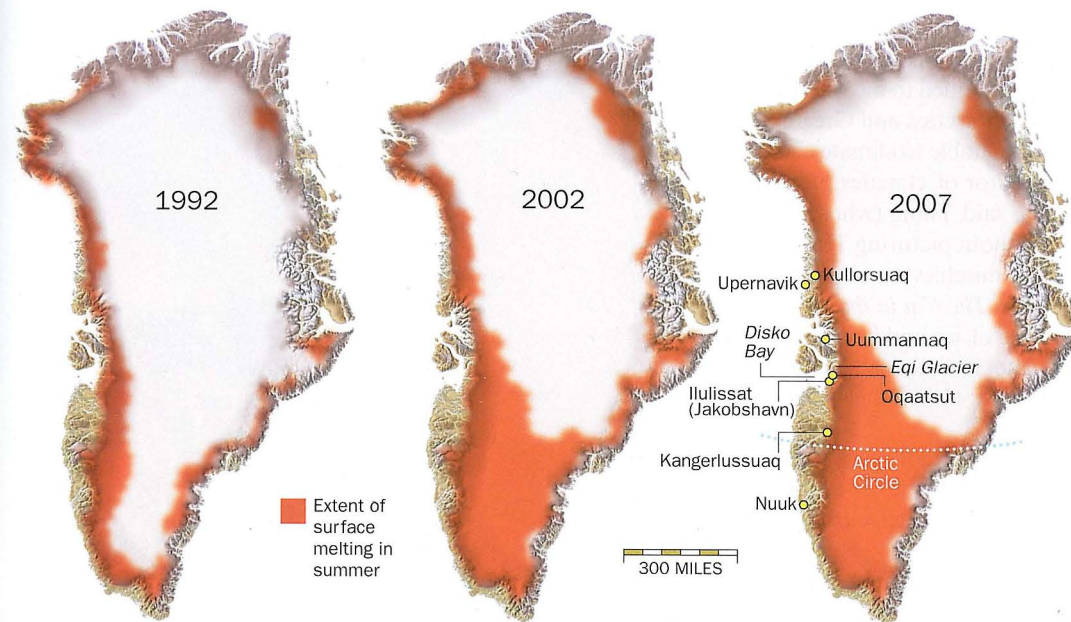 1992
2002
2007
Upernavik
Kullorsuaq
Disko
Bay
Uummannaq
Eqi Glacier
Ilulissat
(Jakobshavn)
Oqaatsut
Kangerlussuaq
Arctic
Circle
Nuuk
Extent of
surface
melting in
summer
300 MILES